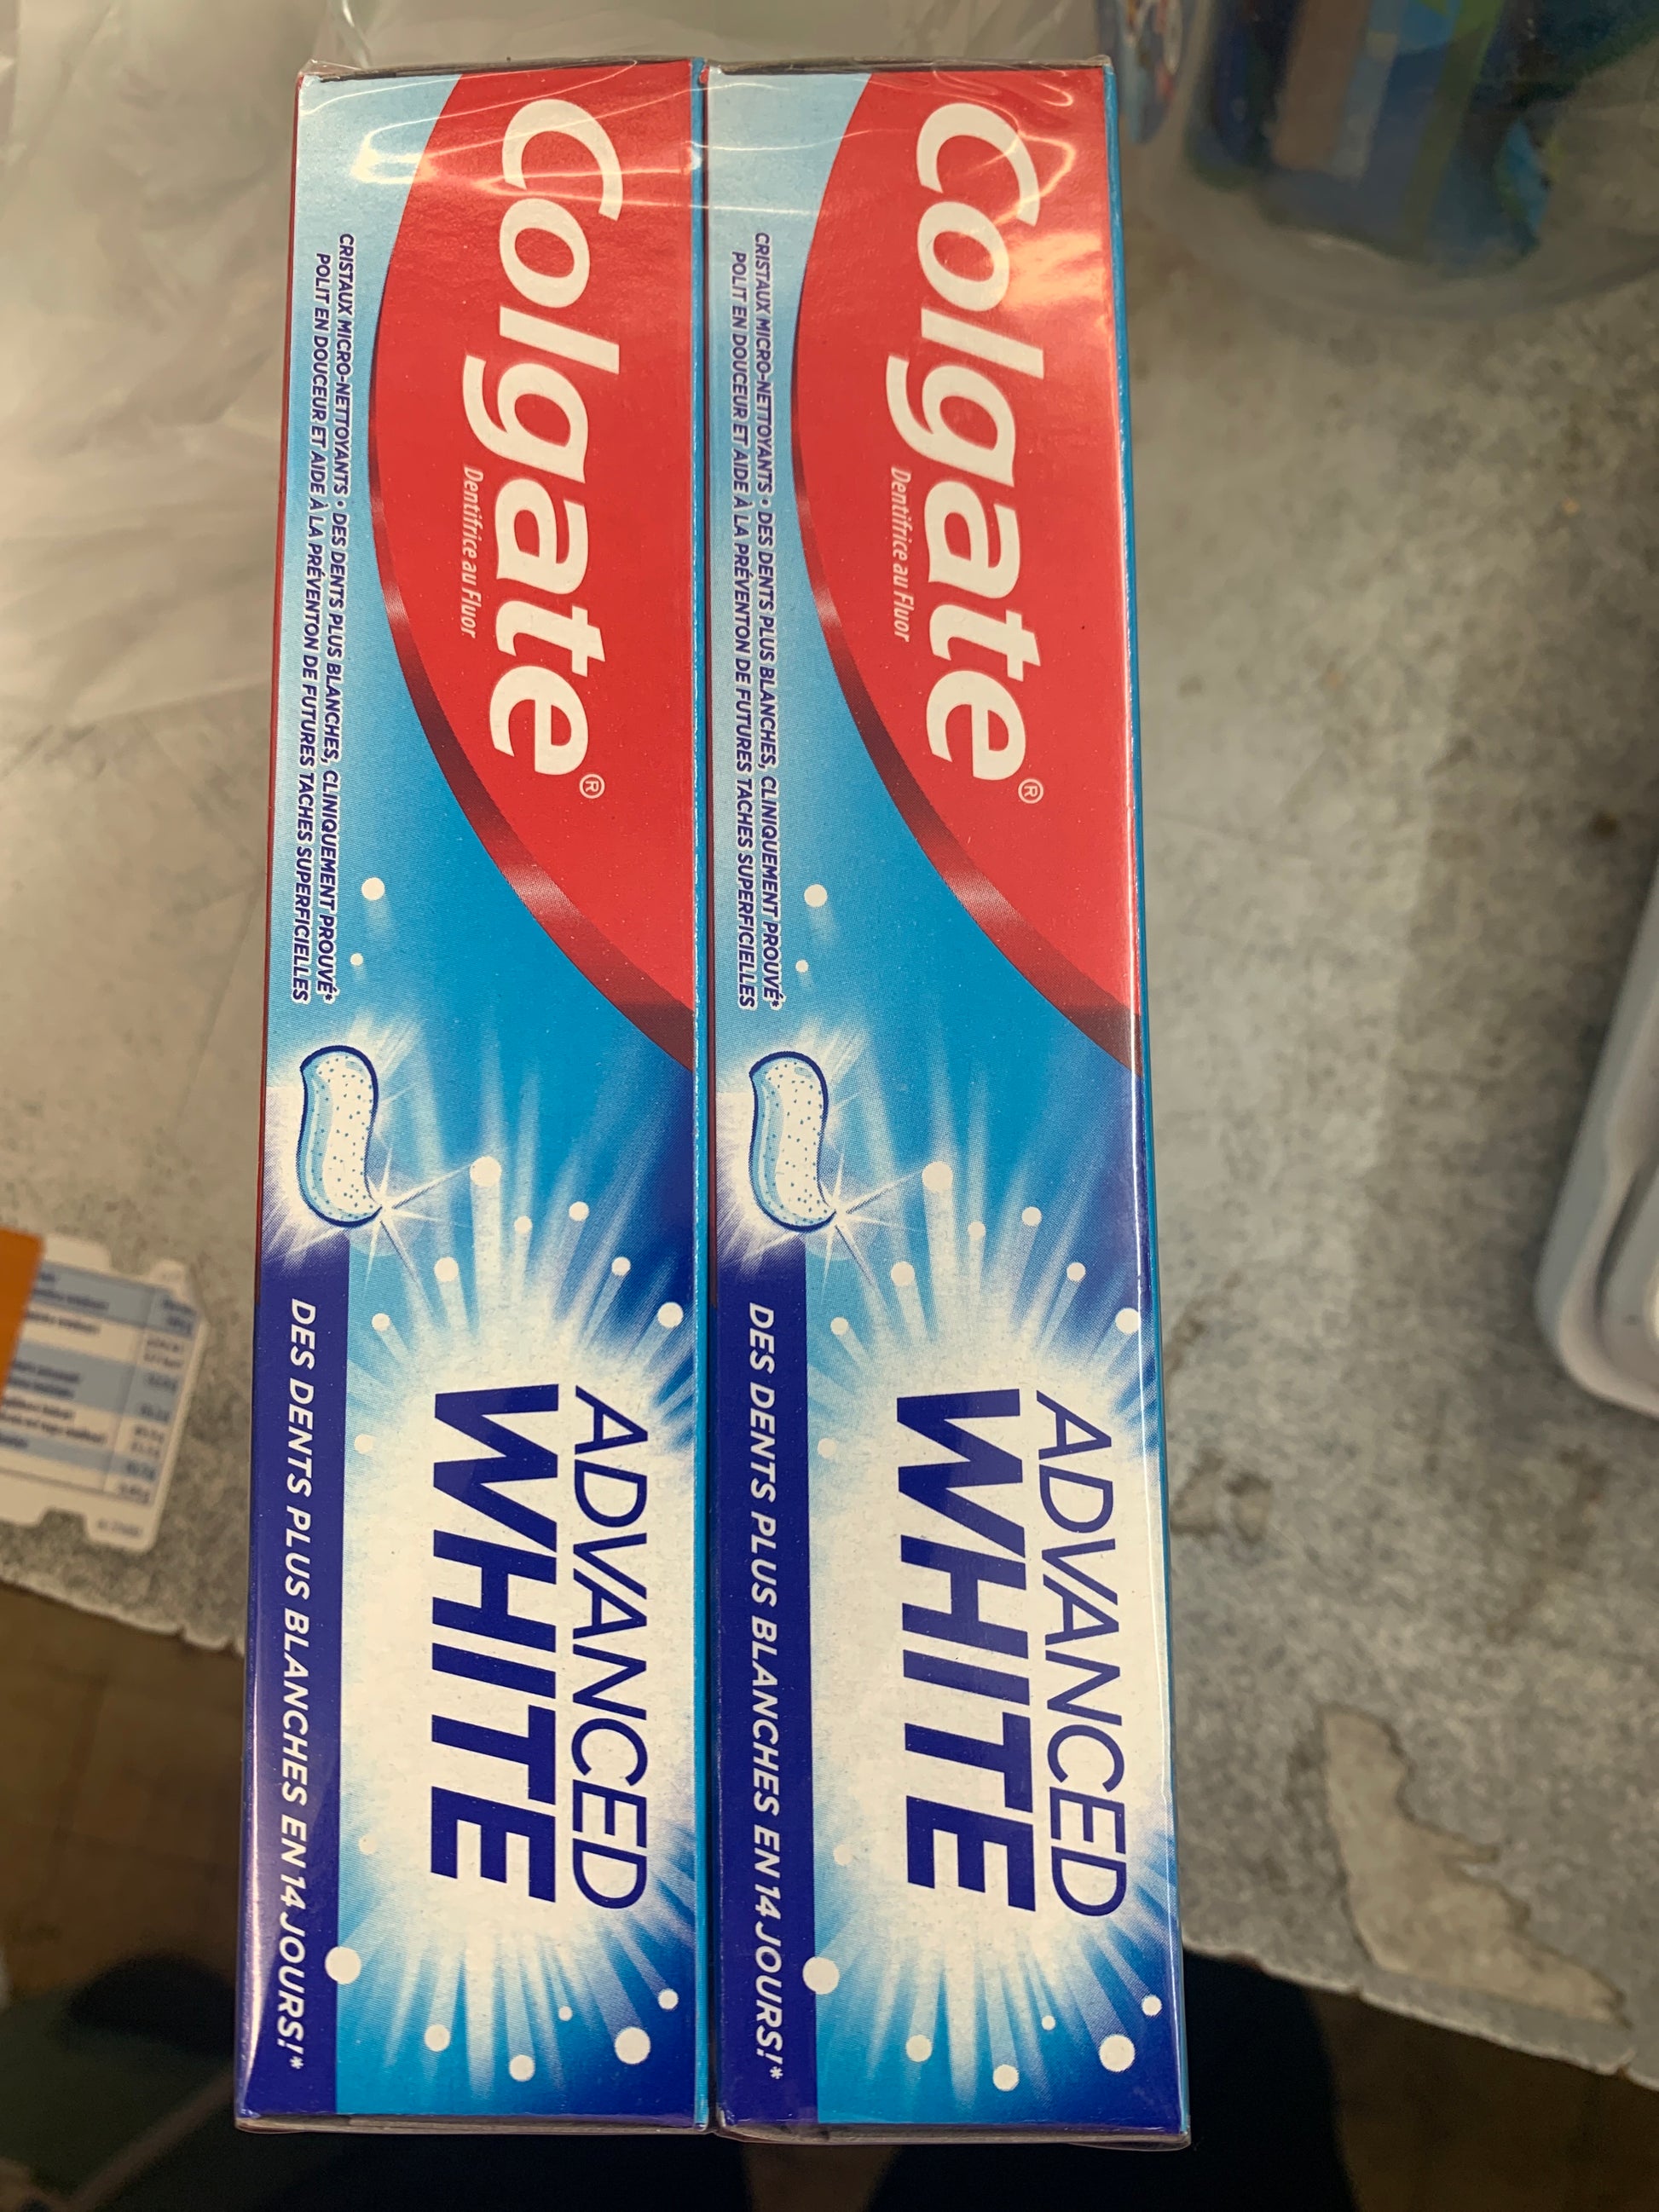 Colgate®
Dentifrice au Fluor
CRISTAUX MICRO-NETTOYANTS • DES DENTS PLUS BLANCHES, CLINIQUEMENT PROUVÉ*
POLIT EN DOUCEUR ET AIDE À LA PRÉVENTON DE FUTURES TACHES SUPERFICIELLES
ADVANCED
WHITE
DES DENTS PLUS BLANCHES EN 14 JOURS!*
Colgate®
Dentifrice au Fluor
CRISTAUX MICRO-NETTOYANTS • DES DENTS PLUS BLANCHES, CLINIQUEMENT PROUVÉ*
POLIT EN DOUCEUR ET AIDE À LA PRÉVENTON DE FUTURES TACHES SUPERFICIELLES
ADVANCED
WHITE
DES DENTS PLUS BLANCHES EN 14 JOURS!*